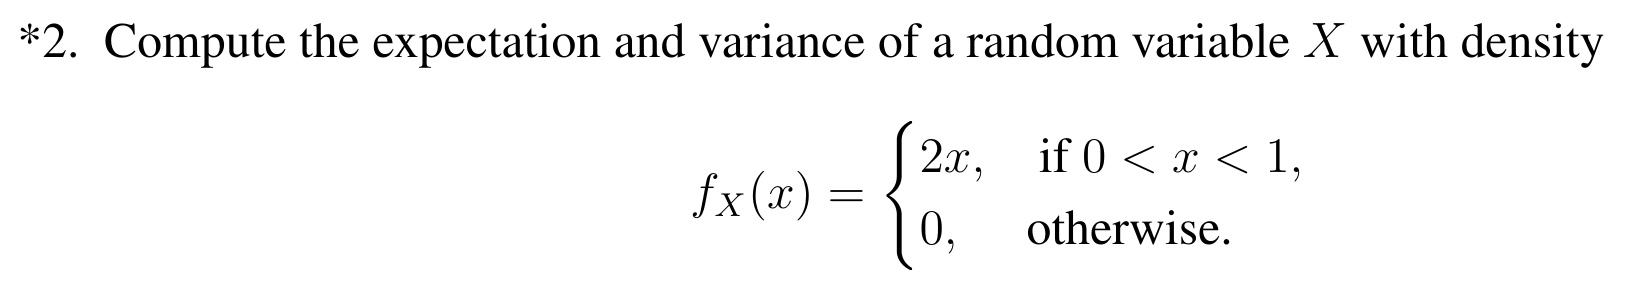 *2. Compute the expectation and variance of a random variable X with density
f_X(x) = { 2x, if 0 < x < 1,
0, otherwise.